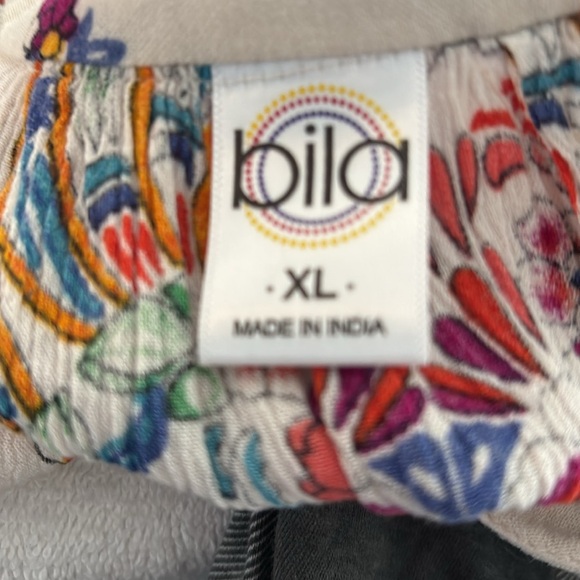 bila
· XL ·
MADE IN INDIA